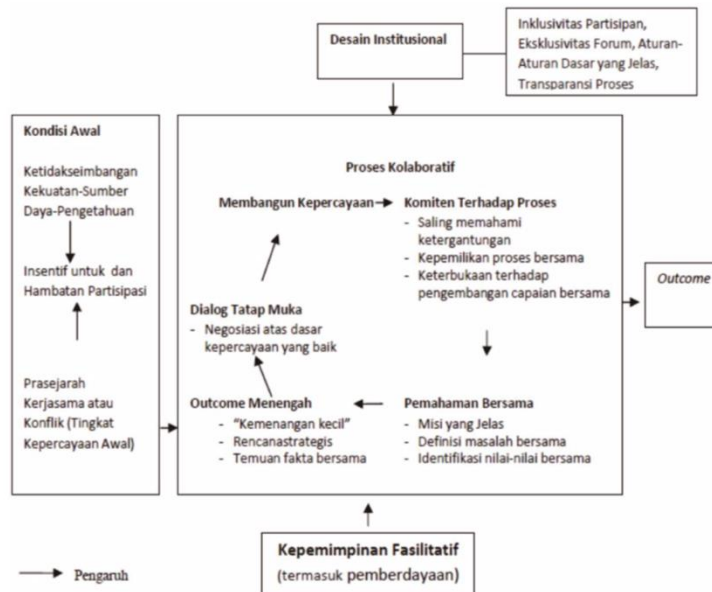 Desain Institusional
Inklusivitas Partisipan,
Eksklusivitas Forum, Aturan-
Aturan Dasar yang Jelas,
Transparansi Proses
Kondisi Awal
Ketidakseimbangan
Kekuatan-Sumber
Daya-Pengetahuan
Insentif untuk dan
Hambatan Partisipasi
Prasejarah
Kerjasama atau
Konflik (Tingkat
Kepercayaan Awal)
Proses Kolaboratif
Membangun Kepercayaan
Komiten Terhadap Proses
- Saling memahami
ketergantungan
- Kepemilikan proses bersama
- Keterbukaan terhadap
pengembangan capaian bersama
Dialog Tatap Muka
- Negosiasi atas dasar
kepercayaan yang baik
Outcome Menengah
- “Kemenangan kecil”
- Rencanastrategis
- Temuan fakta bersama
Pemahaman Bersama
- Misi yang Jelas
- Definisi masalah bersama
- Identifikasi nilai-nilai bersama
Outcome
Kepemimpinan Fasilitatif
(termasuk pemberdayaan)
Pengaruh